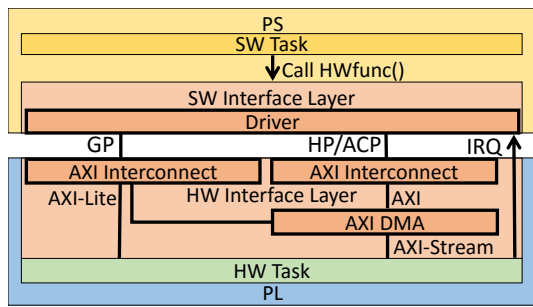 PS
SW Task
Call HWfunc()
SW Interface Layer
Driver
GP HP/ACP IRQ
AXI Interconnect AXI Interconnect
AXI-Lite HW Interface Layer AXI
AXI DMA
AXI-Stream
HW Task
PL